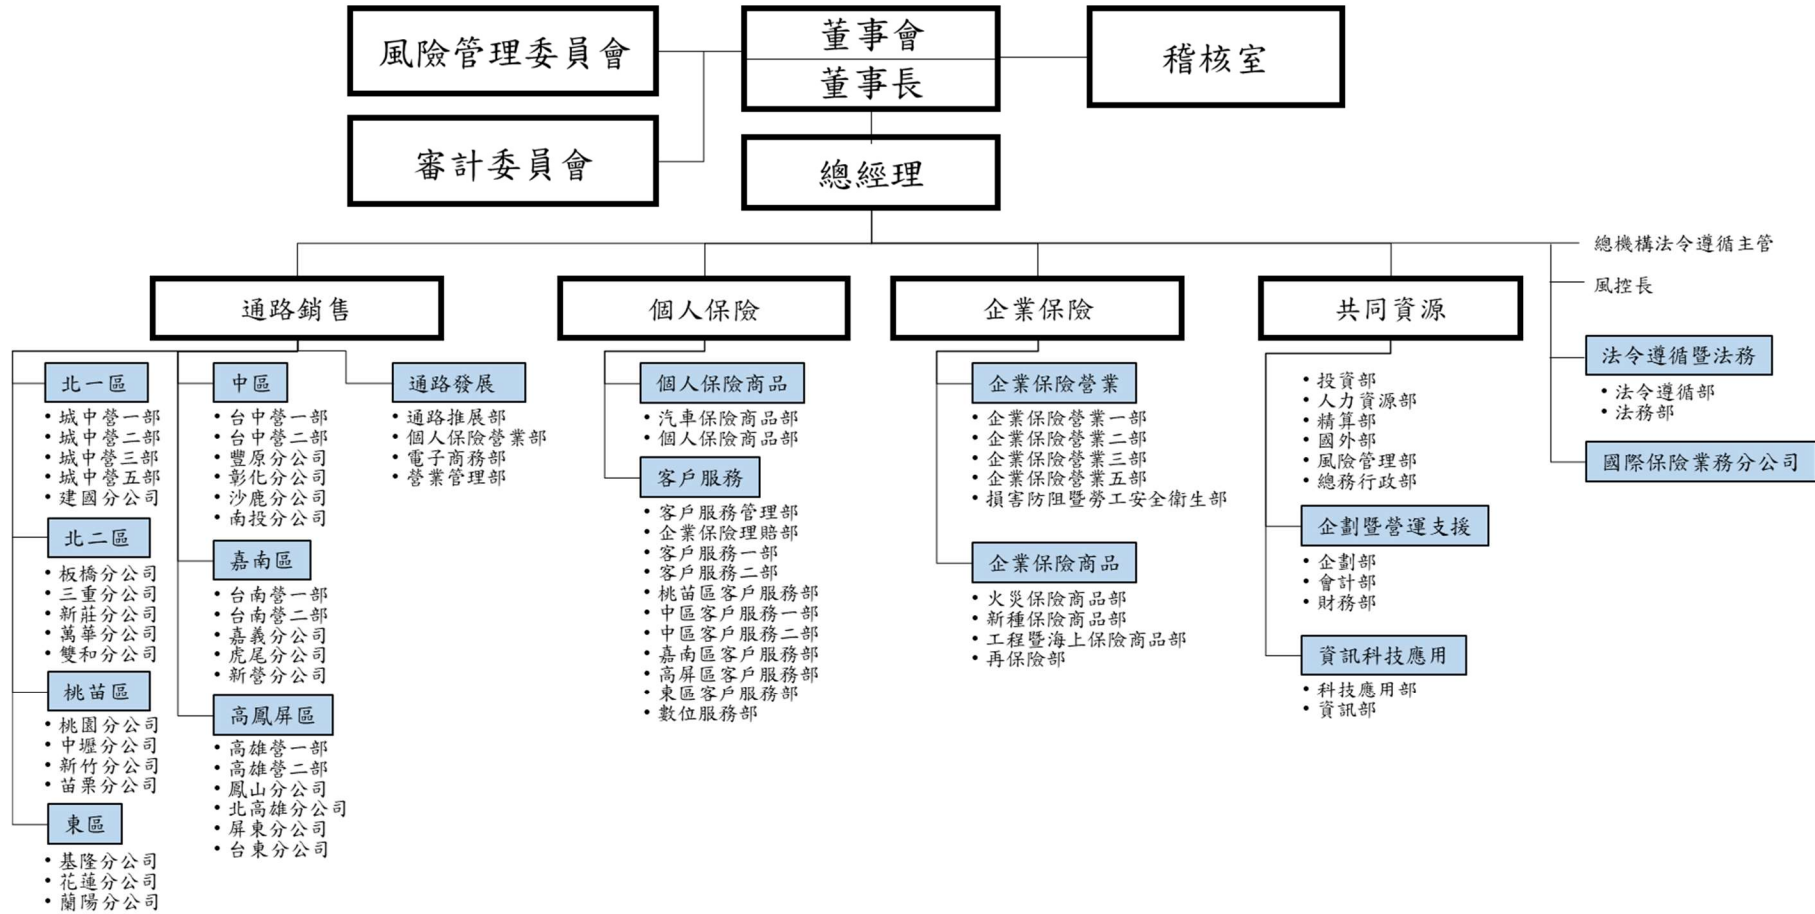 風險管理委員會
董事會
董事長
稽核室
審計委員會
總經理
總機構法令遵循主管
風控長
法令遵循暨法務
• 法令遵循部
• 法務部
國際保險業務分公司
通路銷售
北一區
• 城中營一部
• 城中營二部
• 城中營三部
• 城中營五部
• 建國分公司
北二區
• 板橋分公司
• 三重分公司
• 新莊分公司
• 萬華分公司
• 雙和分公司
桃苗區
• 桃園分公司
• 中壢分公司
• 新竹分公司
• 苗栗分公司
東區
• 基隆分公司
• 花蓮分公司
• 蘭陽分公司
中區
• 台中營一部
• 台中營二部
• 豐原分公司
• 彰化分公司
• 沙鹿分公司
• 南投分公司
嘉南區
• 台南營一部
• 台南營二部
• 嘉義分公司
• 虎尾分公司
• 新營分公司
高鳳屏區
• 高雄營一部
• 高雄營二部
• 鳳山分公司
• 北高雄分公司
• 屏東分公司
• 台東分公司
通路發展
• 通路推展部
• 個人保險營業部
• 電子商務部
• 營業管理部
個人保險
個人保險商品
• 汽車保險商品部
• 個人保險商品部
客戶服務
• 客戶服務管理部
• 企業保險理賠部
• 客戶服務一部
• 客戶服務二部
• 桃苗區客戶服務部
• 中區客戶服務一部
• 中區客戶服務二部
• 嘉南區客戶服務部
• 高屏區客戶服務部
• 東區客戶服務部
• 數位服務部
企業保險
企業保險營業
• 企業保險營業一部
• 企業保險營業二部
• 企業保險營業三部
• 企業保險營業五部
• 損害防阻暨勞工安全衛生部
企業保險商品
• 火災保險商品部
• 新種保險商品部
• 工程暨海上保險商品部
• 再保險部
共同資源
• 投資部
• 人力資源部
• 精算部
• 國外部
• 風險管理部
• 總務行政部
企劃暨營運支援
• 企劃部
• 會計部
• 財務部
資訊科技應用
• 科技應用部
• 資訊部